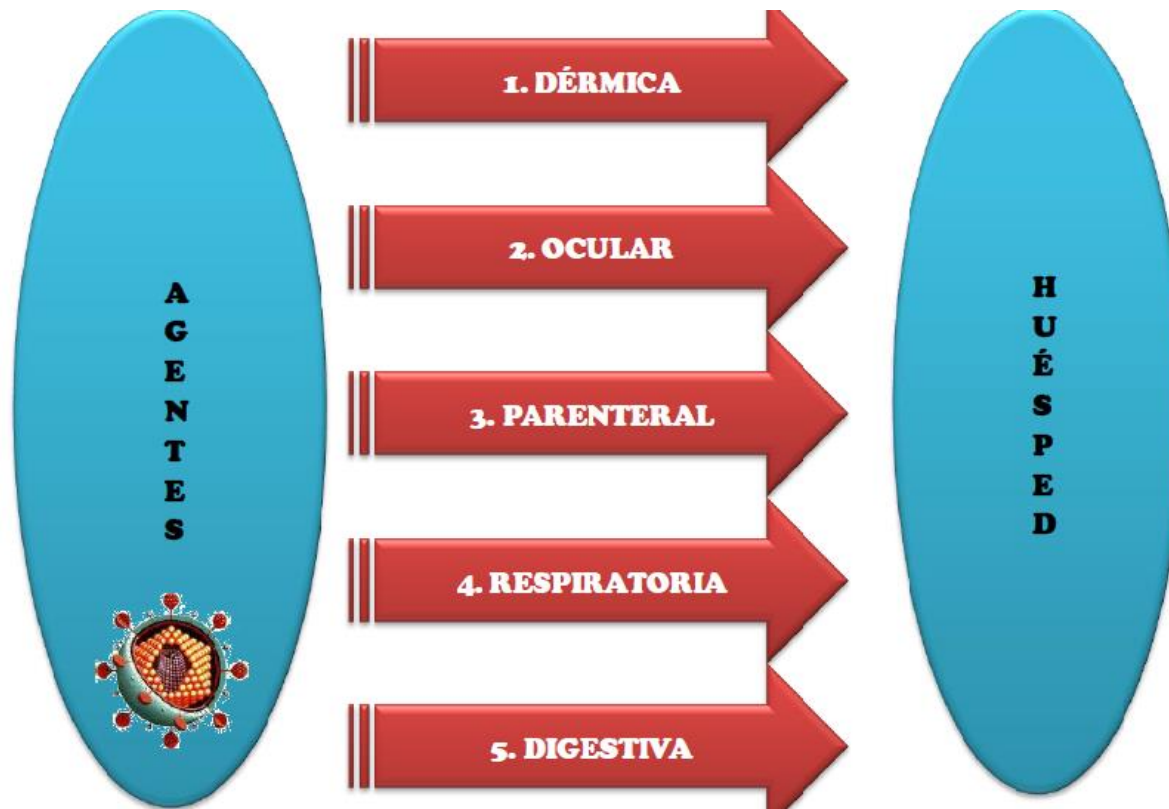 AGENTES
1. DÉRMICA
2. OCULAR
3. PARENTERAL
4. RESPIRATORIA
5. DIGESTIVA
HUÉSPED